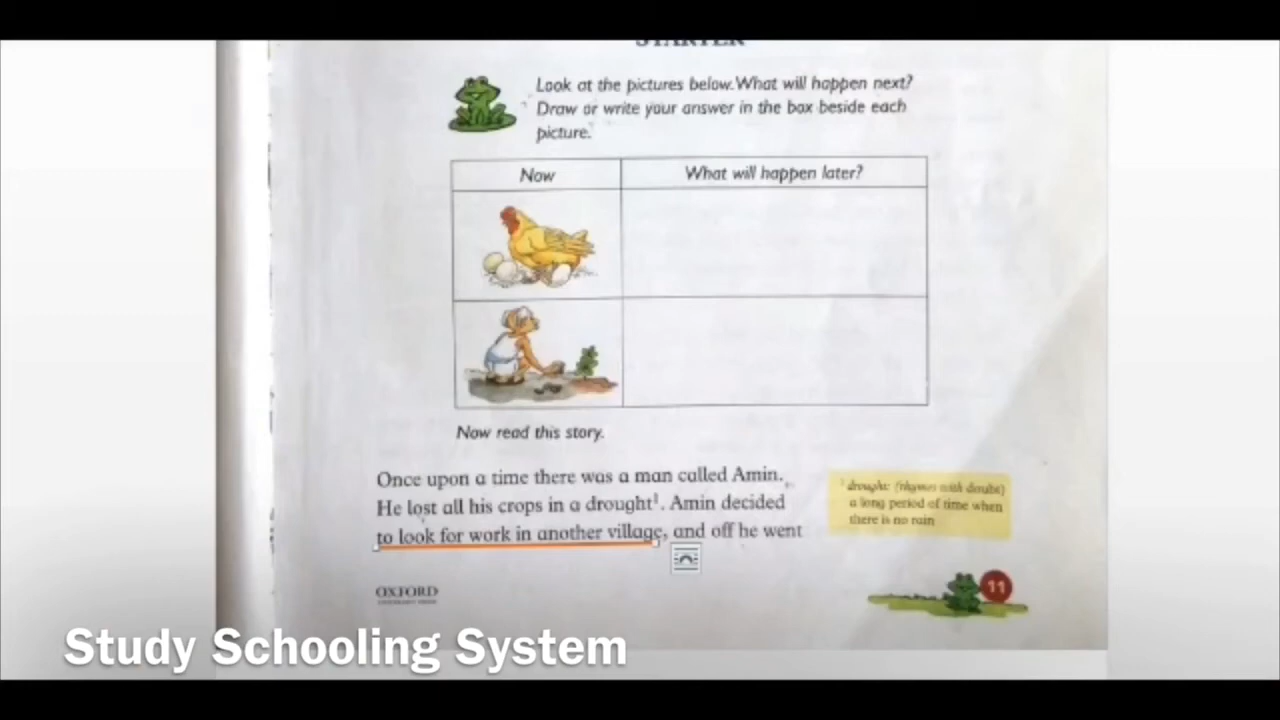 STARTER
Look at the pictures below. What will happen next?
Draw or write your answer in the box beside each
picture.
Now
What will happen later?
Now read this story.
Once upon a time there was a man called Amin.
He lost all his crops in a drought¹. Amin decided
to look for work in another village, and off he went
¹ drought: (rhymes with doubt)
a long period of time when
there is no rain
OXFORD
UNIVERSITY PRESS
11
Study Schooling System